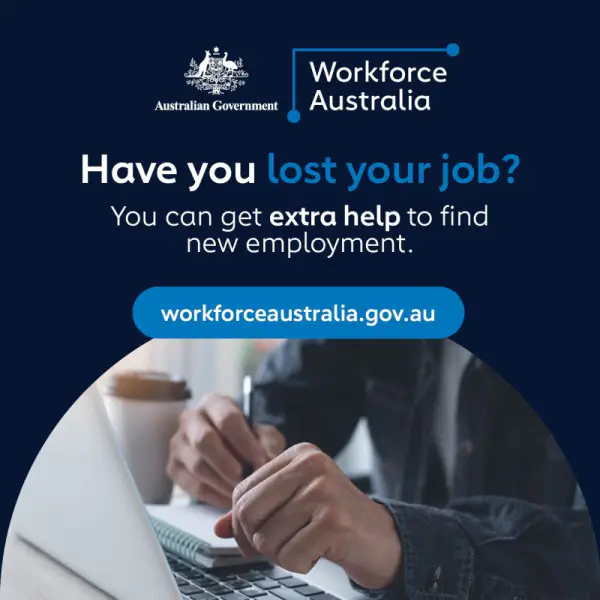 Australian Government
Workforce
Australia
Have you lost your job?
You can get extra help to find
new employment.
workforceaustralia.gov.au